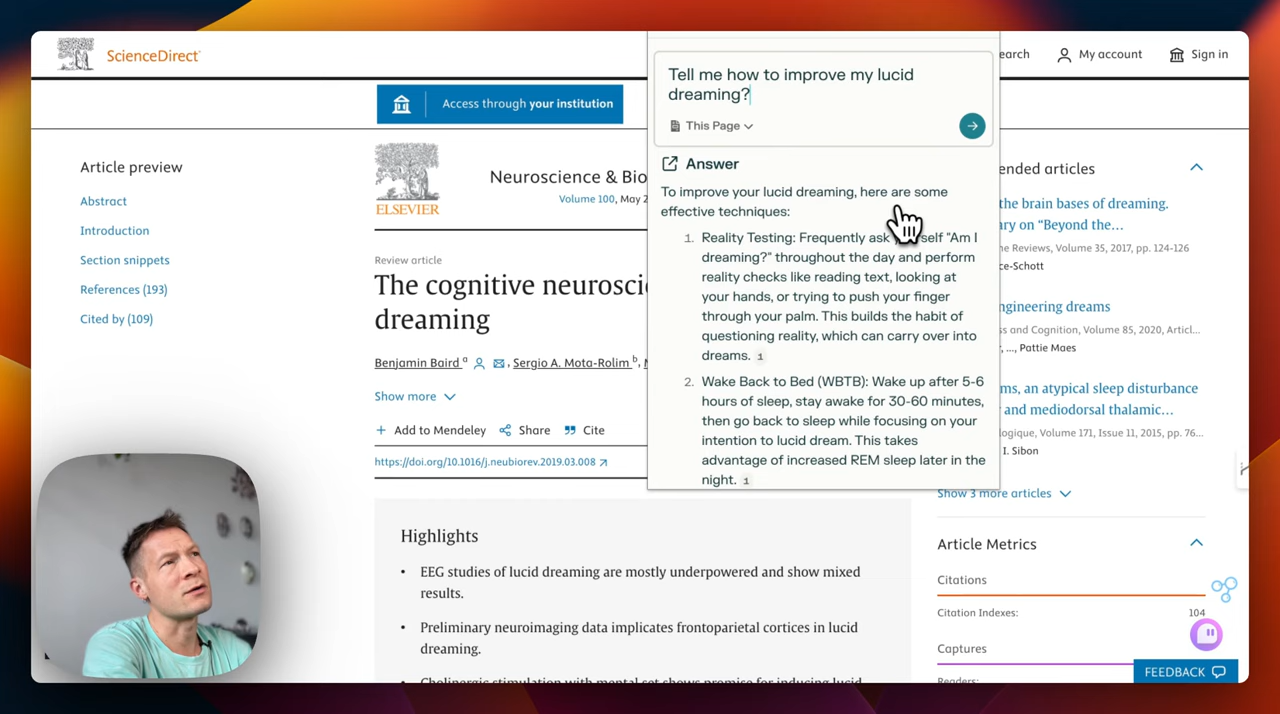 ScienceDirect
earch
My account
Sign in
Access through your institution
Article preview
Abstract
Introduction
Section snippets
References (193)
Cited by (109)
ELSEVIER
Neuroscience & Bio
Volume 100, May 2
Review article
The cognitive neurosci
dreaming
Benjamin Baird a , Sergio A. Mota-Rolim b,
Show more
Add to Mendeley
Share
Cite
https://doi.org/10.1016/j.neubiorev.2019.03.008
Highlights
• EEG studies of lucid dreaming are mostly underpowered and show mixed
results.
• Preliminary neuroimaging data implicates frontoparietal cortices in lucid
dreaming.
• Cholinergic stimulation with mental set shows promise for inducing lucid
Tell me how to improve my lucid
dreaming?
This Page
Answer
To improve your lucid dreaming, here are some
effective techniques:
1. Reality Testing: Frequently ask self "Am I
dreaming?" throughout the day and perform
reality checks like reading text, looking at
your hands, or trying to push your finger
through your palm. This builds the habit of
questioning reality, which can carry over into
dreams. 1
2. Wake Back to Bed (WBTB): Wake up after 5-6
hours of sleep, stay awake for 30-60 minutes,
then go back to sleep while focusing on your
intention to lucid dream. This takes
advantage of increased REM sleep later in the
night. 1
ended articles
the brain bases of dreaming.
ry on “Beyond the…
ne Reviews, Volume 35, 2017, pp. 124-126
ce-Schott
ngineering dreams
ss and Cognition, Volume 85, 2020, Articl…
, …, Pattie Maes
ms, an atypical sleep disturbance
and mediodorsal thalamic…
logique, Volume 171, Issue 11, 2015, pp. 76…
I. Sibon
Show 3 more articles
Article Metrics
Citations
Citation Indexes: 104
Captures
Readers:
FEEDBACK